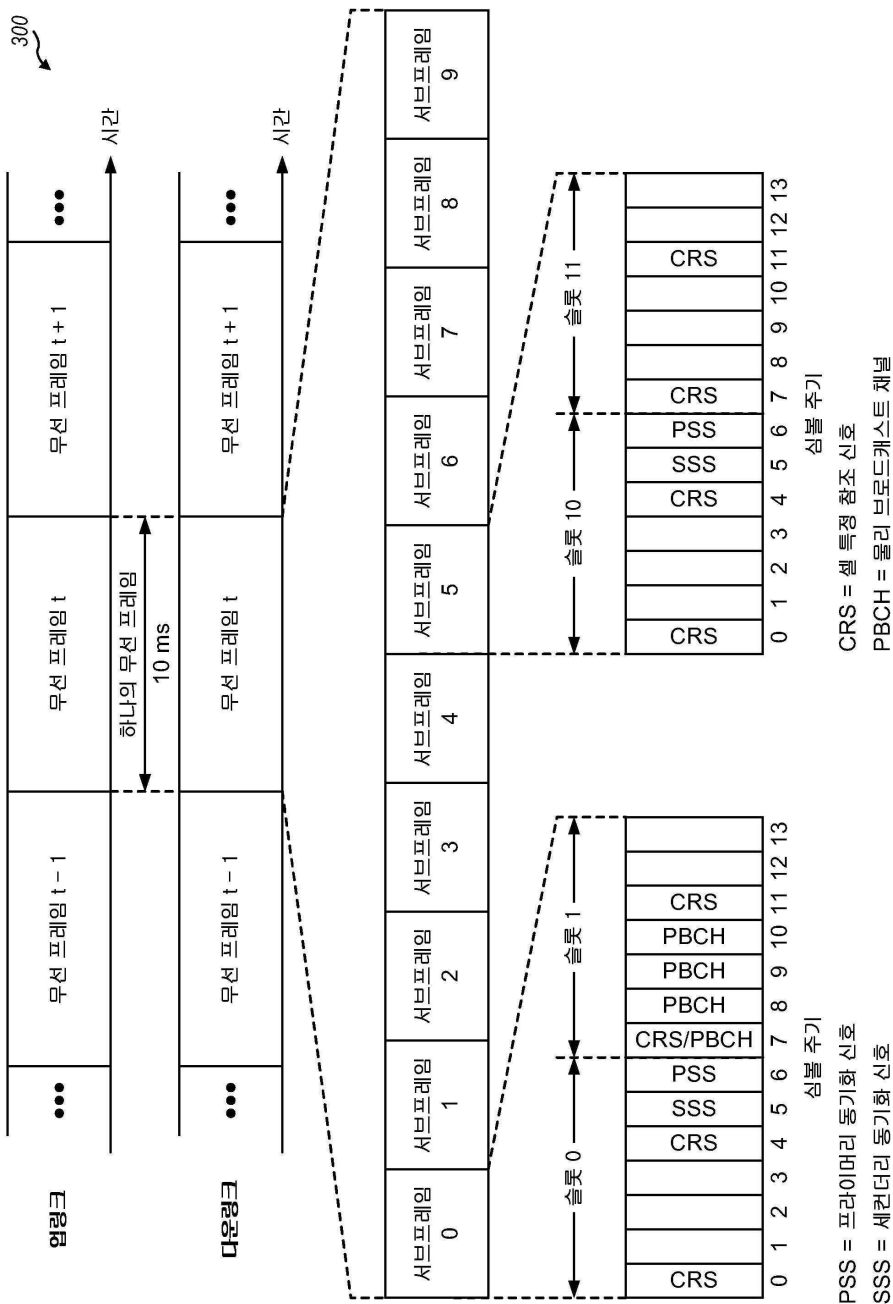 300
업링크
••• 무선 프레임 t – 1 무선 프레임 t 무선 프레임 t + 1 •••
시간
하나의 무선 프레임
10 ms
다운링크
••• 무선 프레임 t – 1 무선 프레임 t 무선 프레임 t + 1 •••
시간
서브프레임 서브프레임 서브프레임 서브프레임 서브프레임 서브프레임 서브프레임 서브프레임 서브프레임 서브프레임
0 1 2 3 4 5 6 7 8 9
슬롯 0 슬롯 1
CRS CRS SSS PSS CRS/PBCH PBCH PBCH PBCH CRS
0 1 2 3 4 5 6 7 8 9 10 11 12 13
심볼 주기
슬롯 10 슬롯 11
CRS CRS SSS PSS CRS CRS
0 1 2 3 4 5 6 7 8 9 10 11 12 13
심볼 주기
PSS = 프라이머리 동기화 신호
SSS = 세컨더리 동기화 신호
CRS = 셀 특정 참조 신호
PBCH = 물리 브로드캐스트 채널